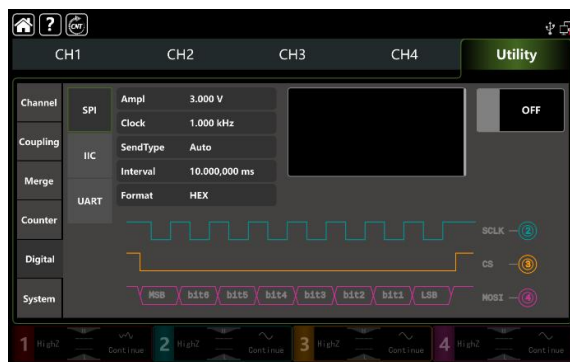 ?
CNT
CH1 CH2 CH3 CH4 Utility
Channel
Coupling
Merge
Counter
Digital
System
SPI
IIC
UART
Ampl 3.000 V
Clock 1.000 kHz
SendType Auto
Interval 10.000,000 ms
Format HEX
OFF
SCLK 2
CS 3
MSB bit6 bit5 bit4 bit3 bit2 bit1 LSB MOSI 4
1 HighZ Continue 2 HighZ Continue 3 HighZ Continue 4 HighZ Continue